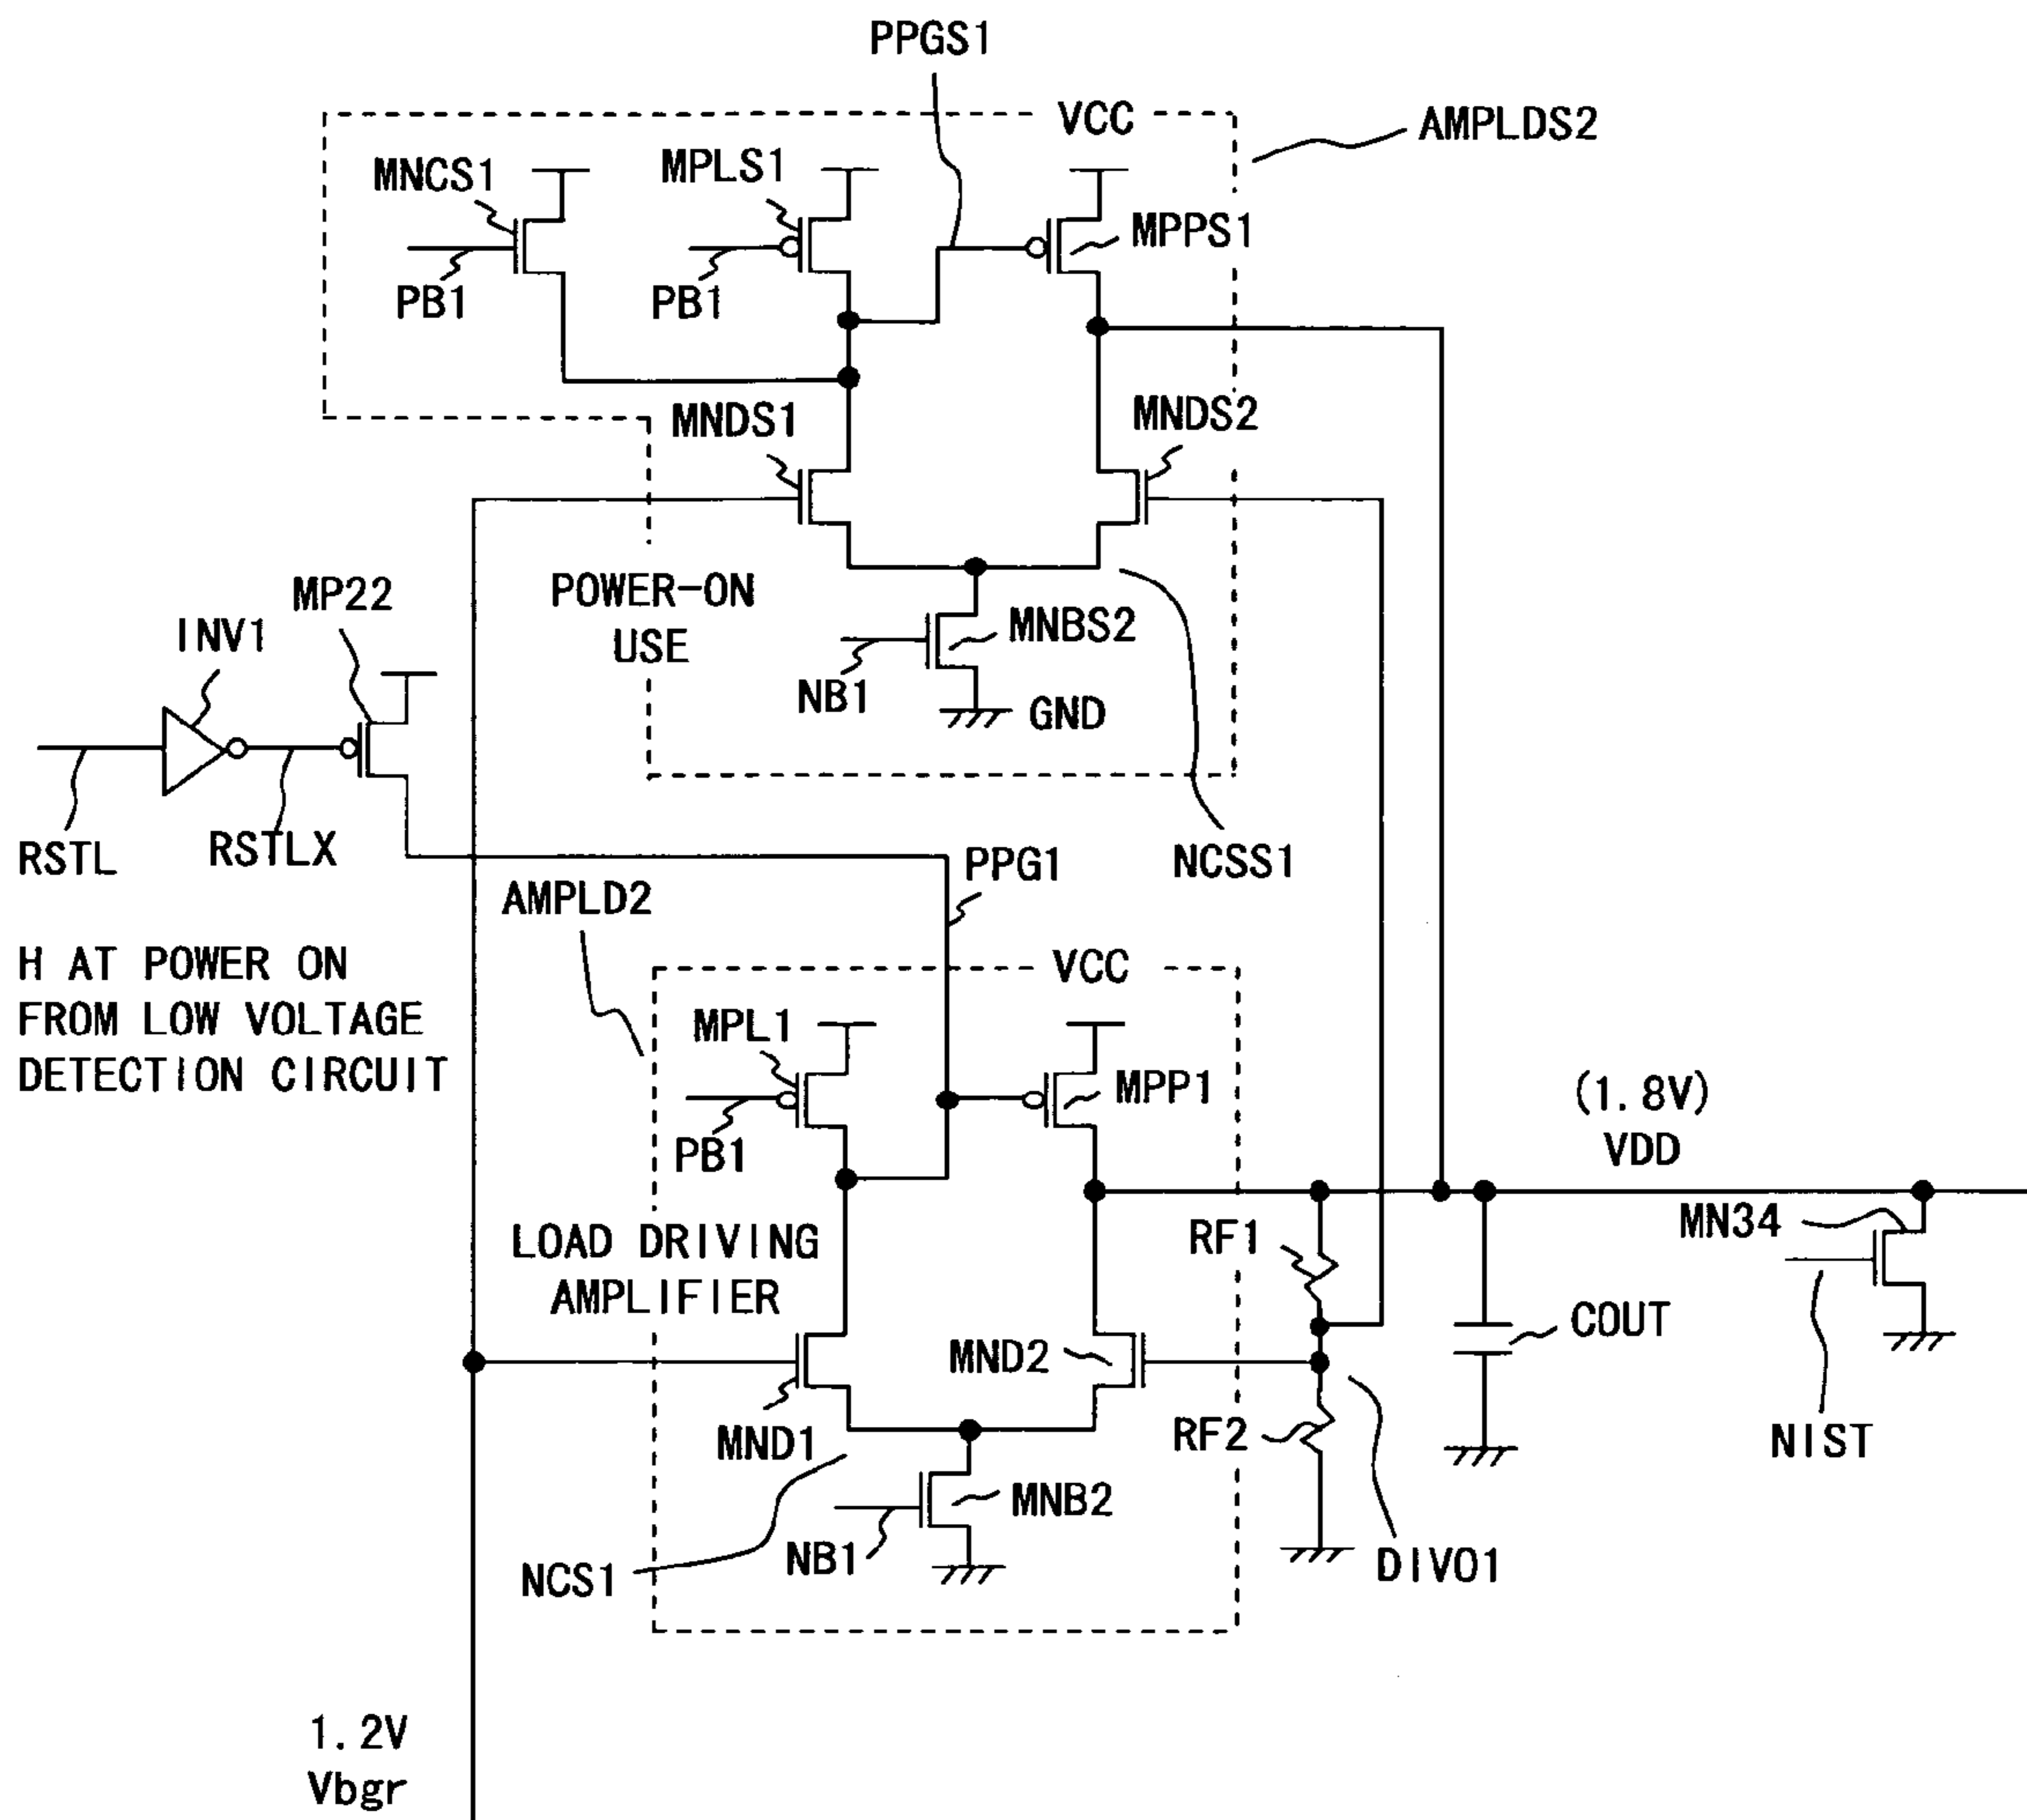 PPGS1
VCC
AMPLDS2
MNCS1
MPLS1
MPPS1
PB1
PB1
MNDS1
MNDS2
POWER-ON
USE
MP22
INV1
MNBS2
NB1
GND
RSTL
RSTLX
NCSS1
PPG1
AMPLD2
H AT POWER ON
FROM LOW VOLTAGE
DETECTION CIRCUIT
VCC
MPL1
MPP1
PB1
(1.8V)
VDD
LOAD DRIVING
AMPLIFIER
RF1
MN34
COUT
MND2
MND1
RF2
NIST
MNB2
NB1
NCS1
DIVO1
1.2V
Vbgr